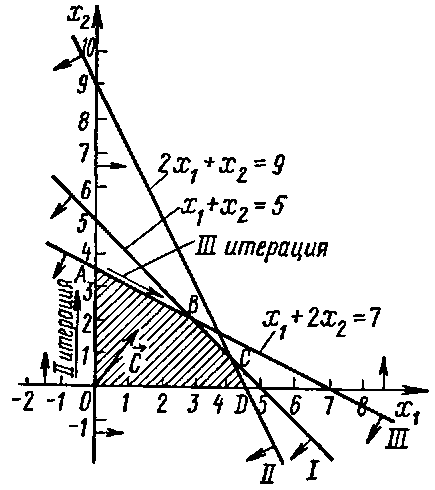 x₂
10
9
8
7
6
5
4
3
2
1
2x₁+x₂=9
x₁+x₂=5
III итерация
A
B
x₁+2x₂=7
II итерация
C⃗
C
-2 -1 0 1 2 3 4 D 5 6 7 8 x₁
-1
II
I
III